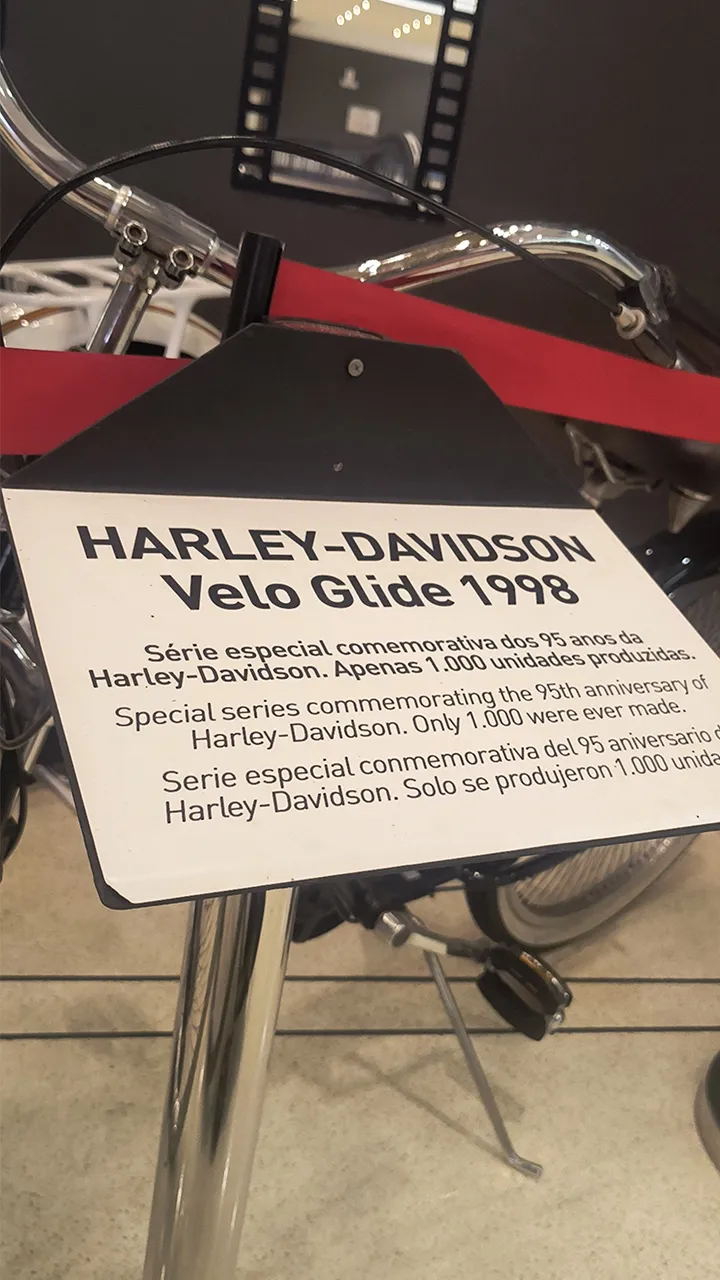 HARLEY-DAVIDSON
Velo Glide 1998
Série especial comemorativa dos 95 anos da
Harley-Davidson. Apenas 1.000 unidades produzidas.
Special series commemorating the 95th anniversary of
Harley-Davidson. Only 1.000 were ever made.
Serie especial conmemorativa del 95 aniversario
Harley-Davidson. Solo se produjeron 1.000